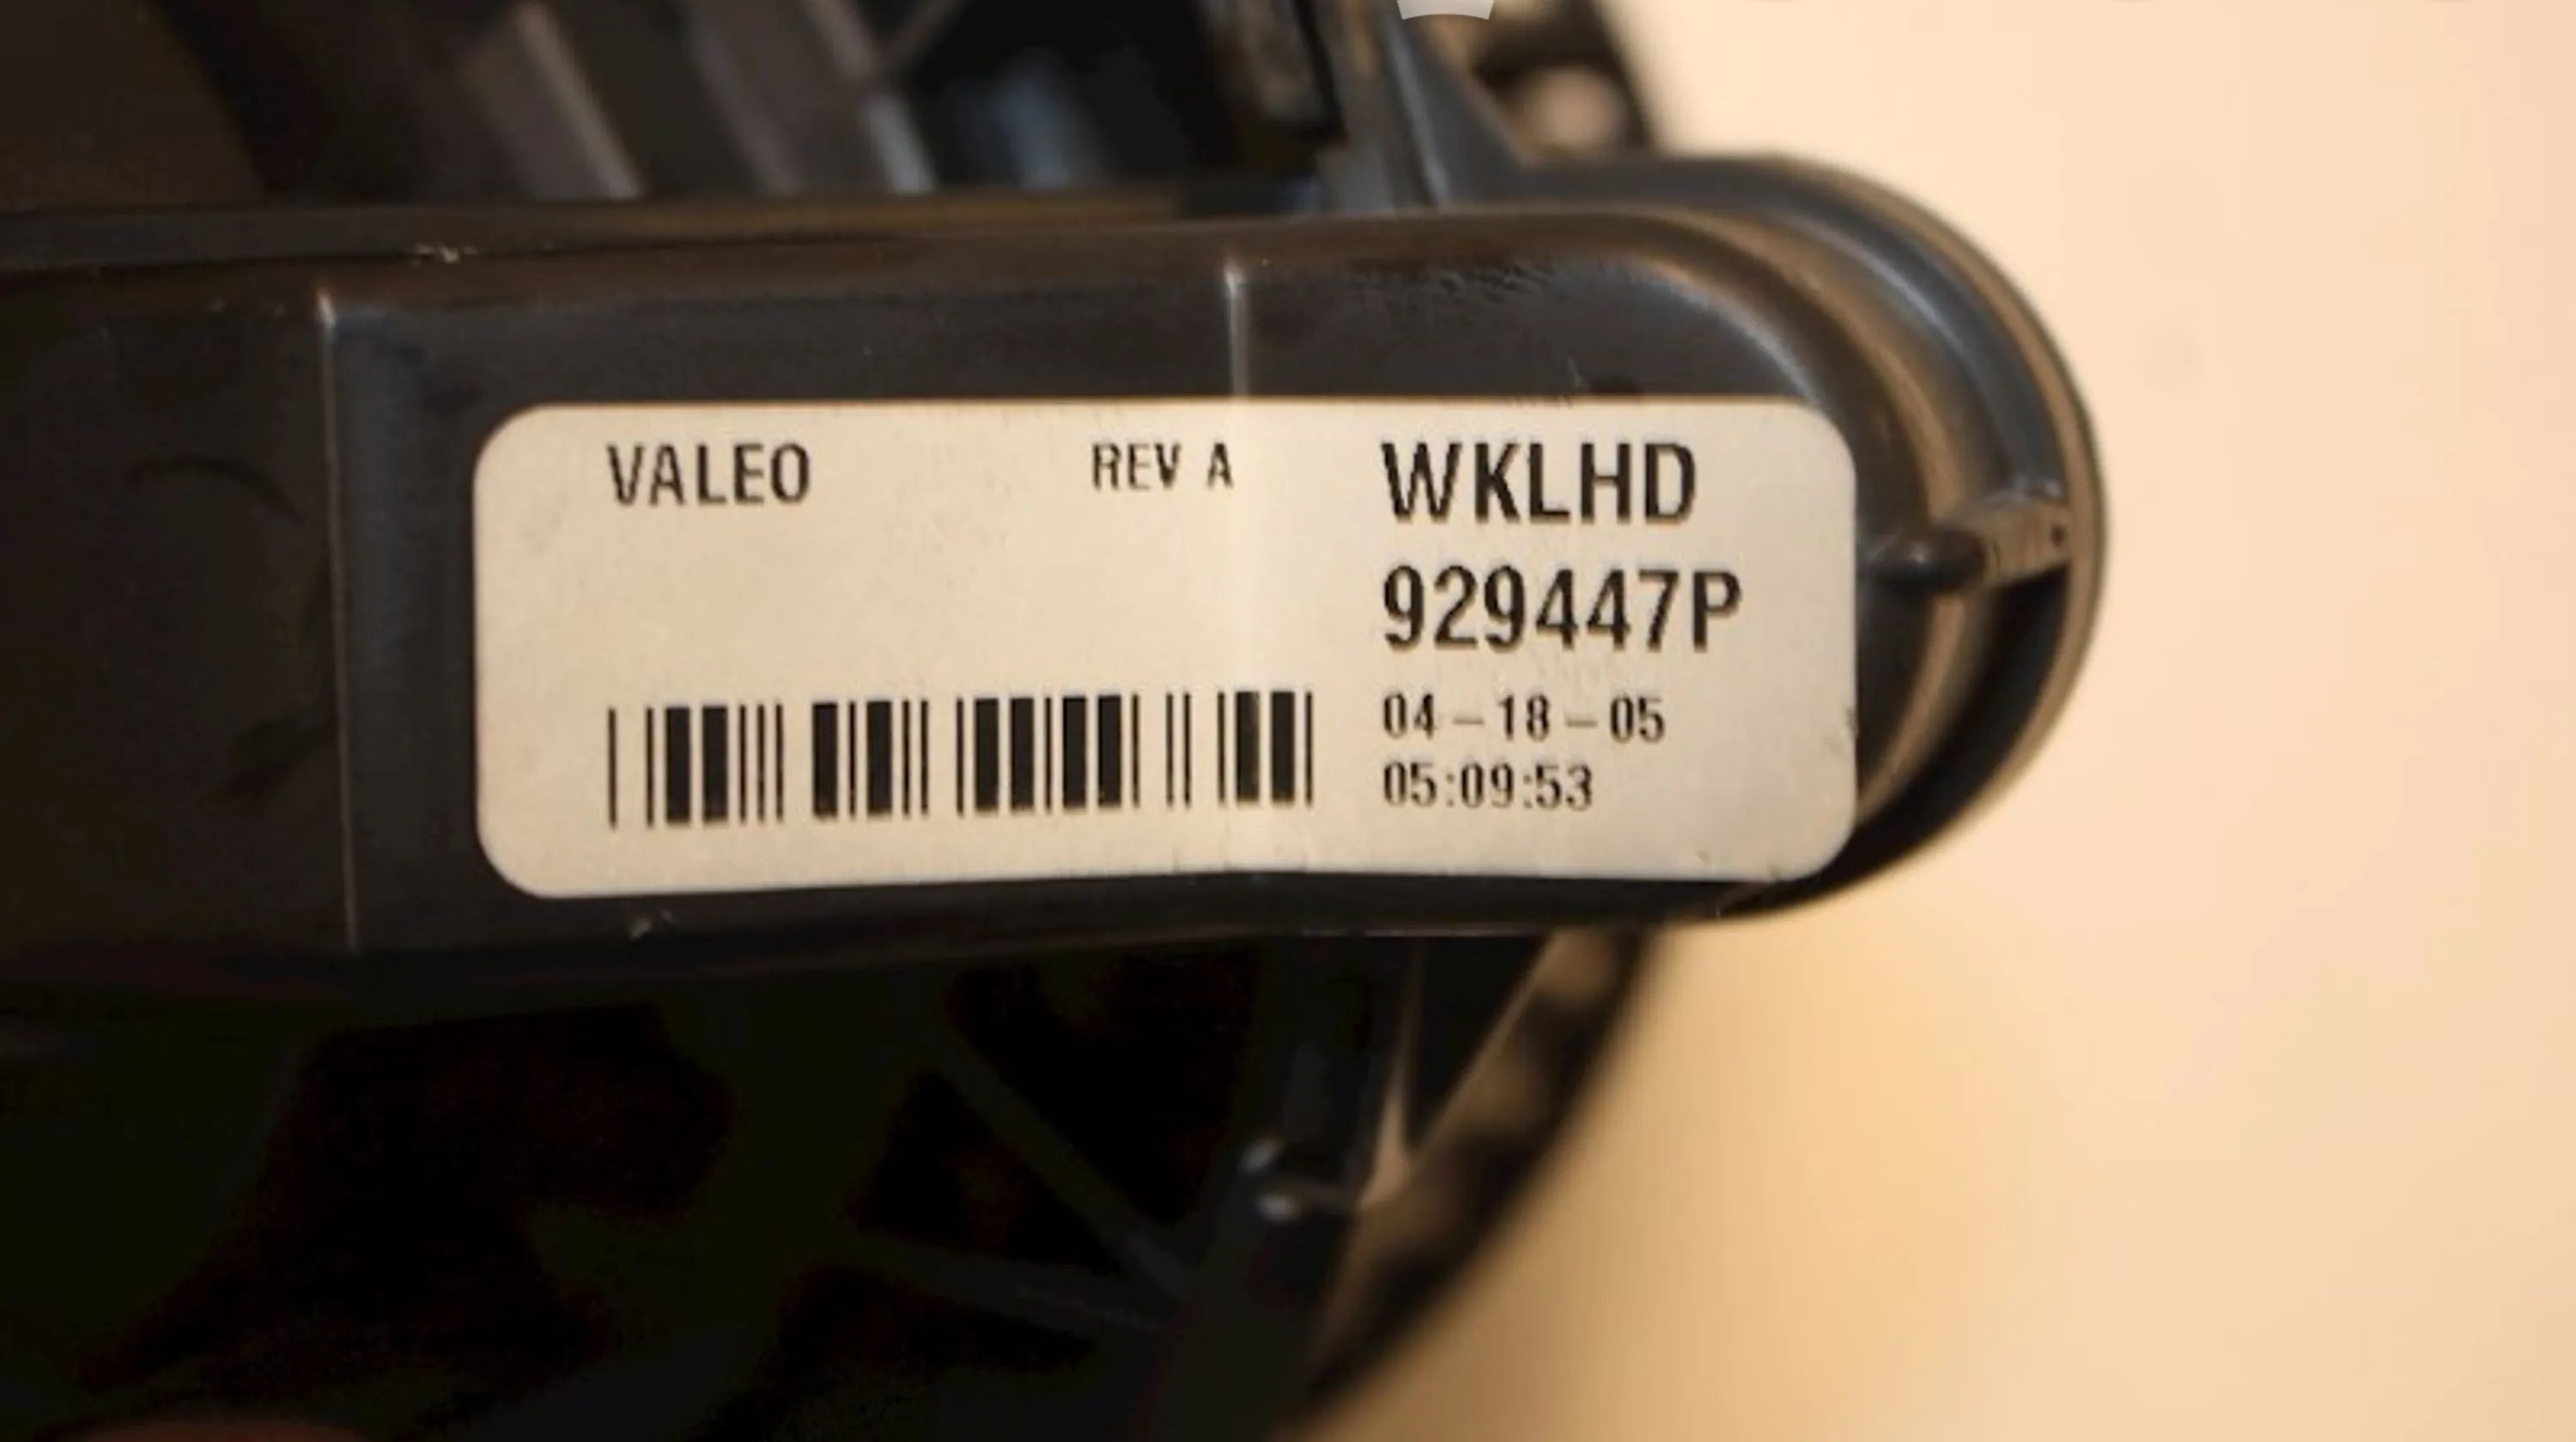 VALEO REV A WKLHD
929447P
04-18-05
05:09:53